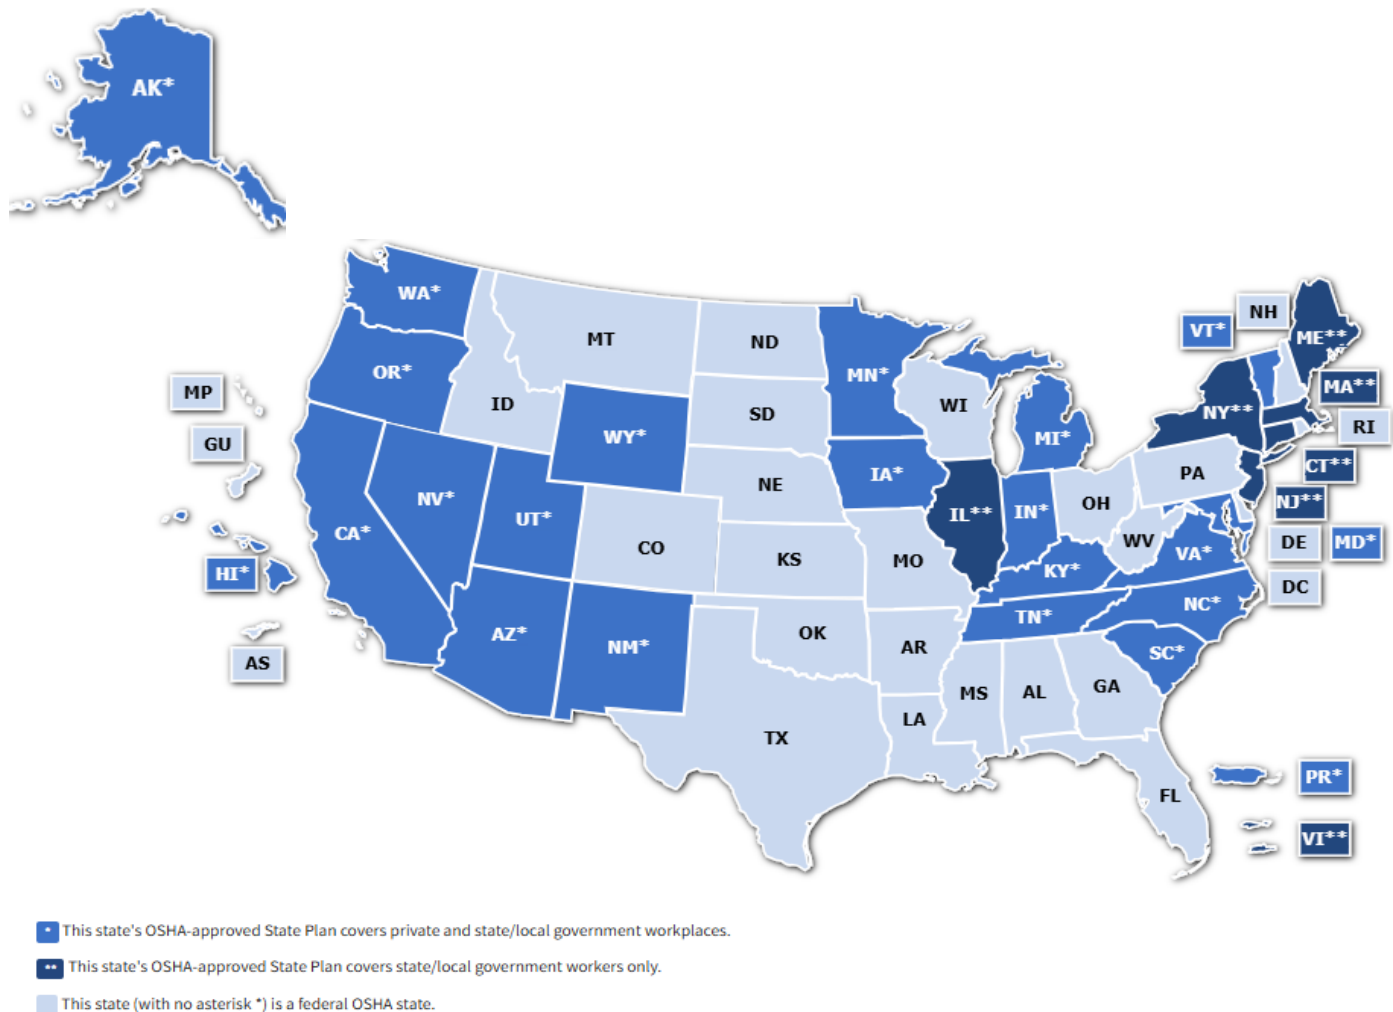 AK*
WA*
MT
ND
MN*
VT*
NH
ME**
OR*
ID
SD
WI
MI*
NY**
MA**
MP
RI
GU
WY*
NE
IA*
PA
CT**
NV*
UT*
IL**
IN*
OH
NJ**
CA*
CO
KS
MO
WV
VA*
DE
MD*
HI*
KY*
DC
AZ*
NM*
OK
AR
TN*
NC*
AS
SC*
TX
LA
MS
AL
GA
FL
PR*
VI**
* This state's OSHA-approved State Plan covers private and state/local government workplaces.
** This state's OSHA-approved State Plan covers state/local government workers only.
This state (with no asterisk *) is a federal OSHA state.